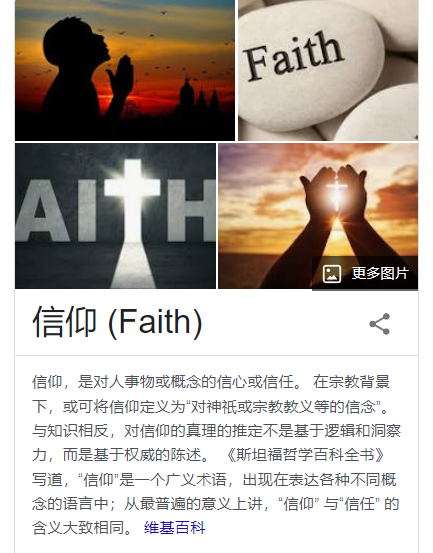 Faith
AITH
更多图片
信仰 (Faith)
信仰，是对人事物或概念的信心或信任。 在宗教背景
下，或可将信仰定义为“对神祇或宗教教义等的信念”。
与知识相反，对信仰的真理的推定不是基于逻辑和洞察
力，而是基于权威的陈述。 《斯坦福哲学百科全书》
写道，“信仰”是一个广义术语，出现在表达各种不同概
念的语言中；从最普遍的意义上讲，“信仰” 与“信任” 的
含义大致相同。 维基百科